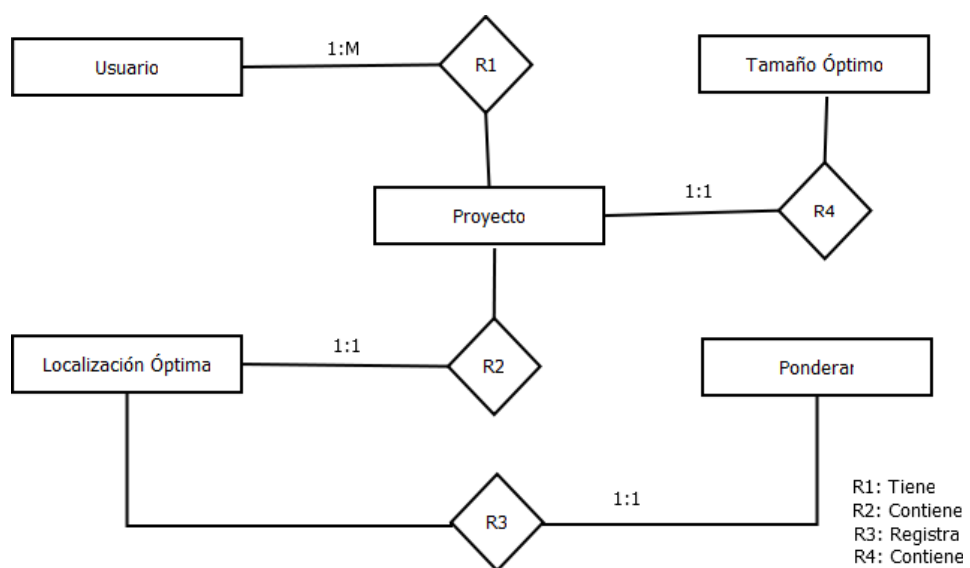 Usuario
1:M
R1
Tamaño Óptimo
Proyecto
1:1
R4
Localización Óptima
1:1
R2
Ponderar
R3
1:1
R1: Tiene
R2: Contiene
R3: Registra
R4: Contiene